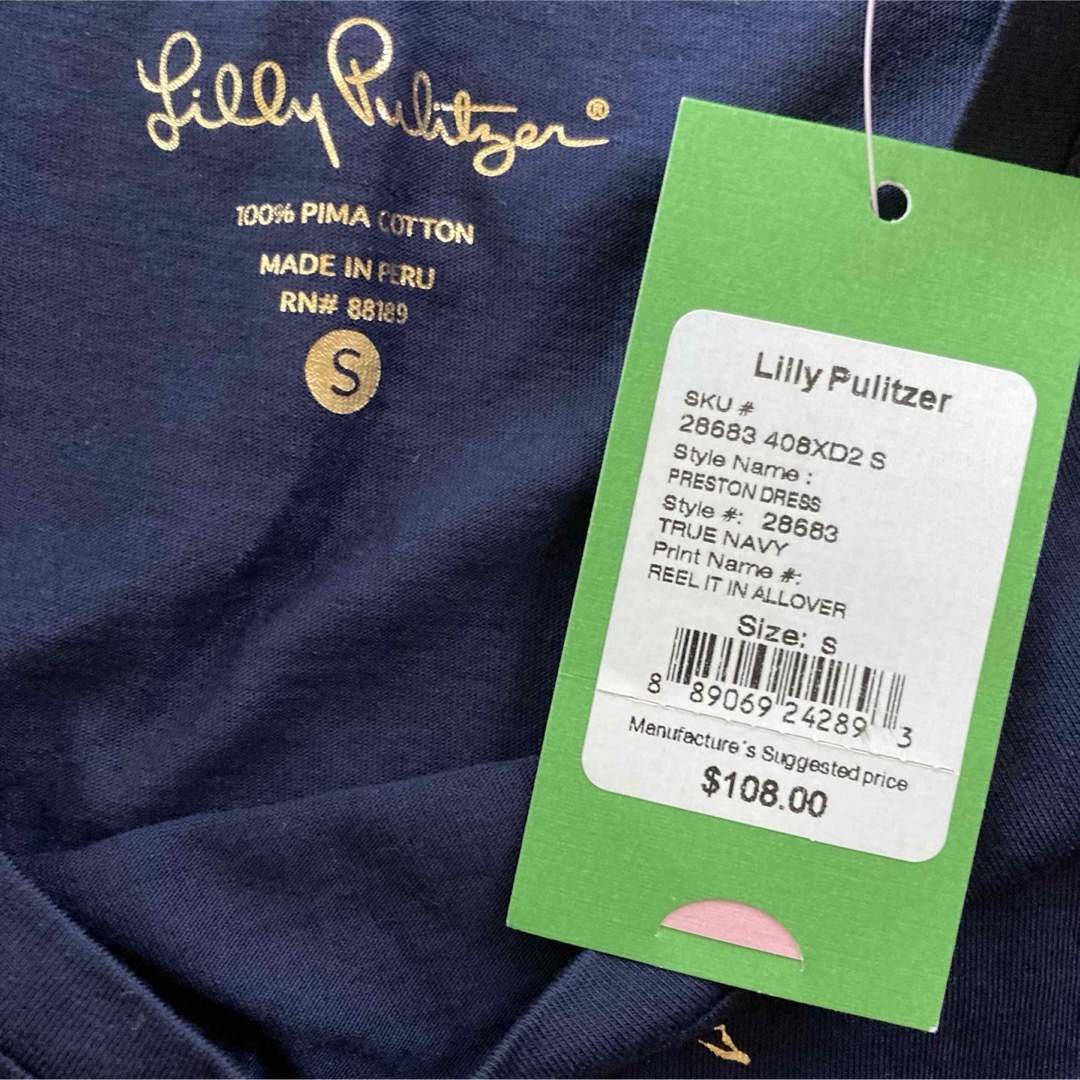 Lilly Pulitzer®
100% PIMA COTTON
MADE IN PERU
RN# 88189
S
Lilly Pulitzer
SKU #
28683 408XD2 S
Style Name :
PRESTON DRESS
Style #: 28683
TRUE NAVY
Print Name #:
REEL IT IN ALLOVER
Size: S
8 89069 24289 3
Manufacture's Suggested price
$108.00